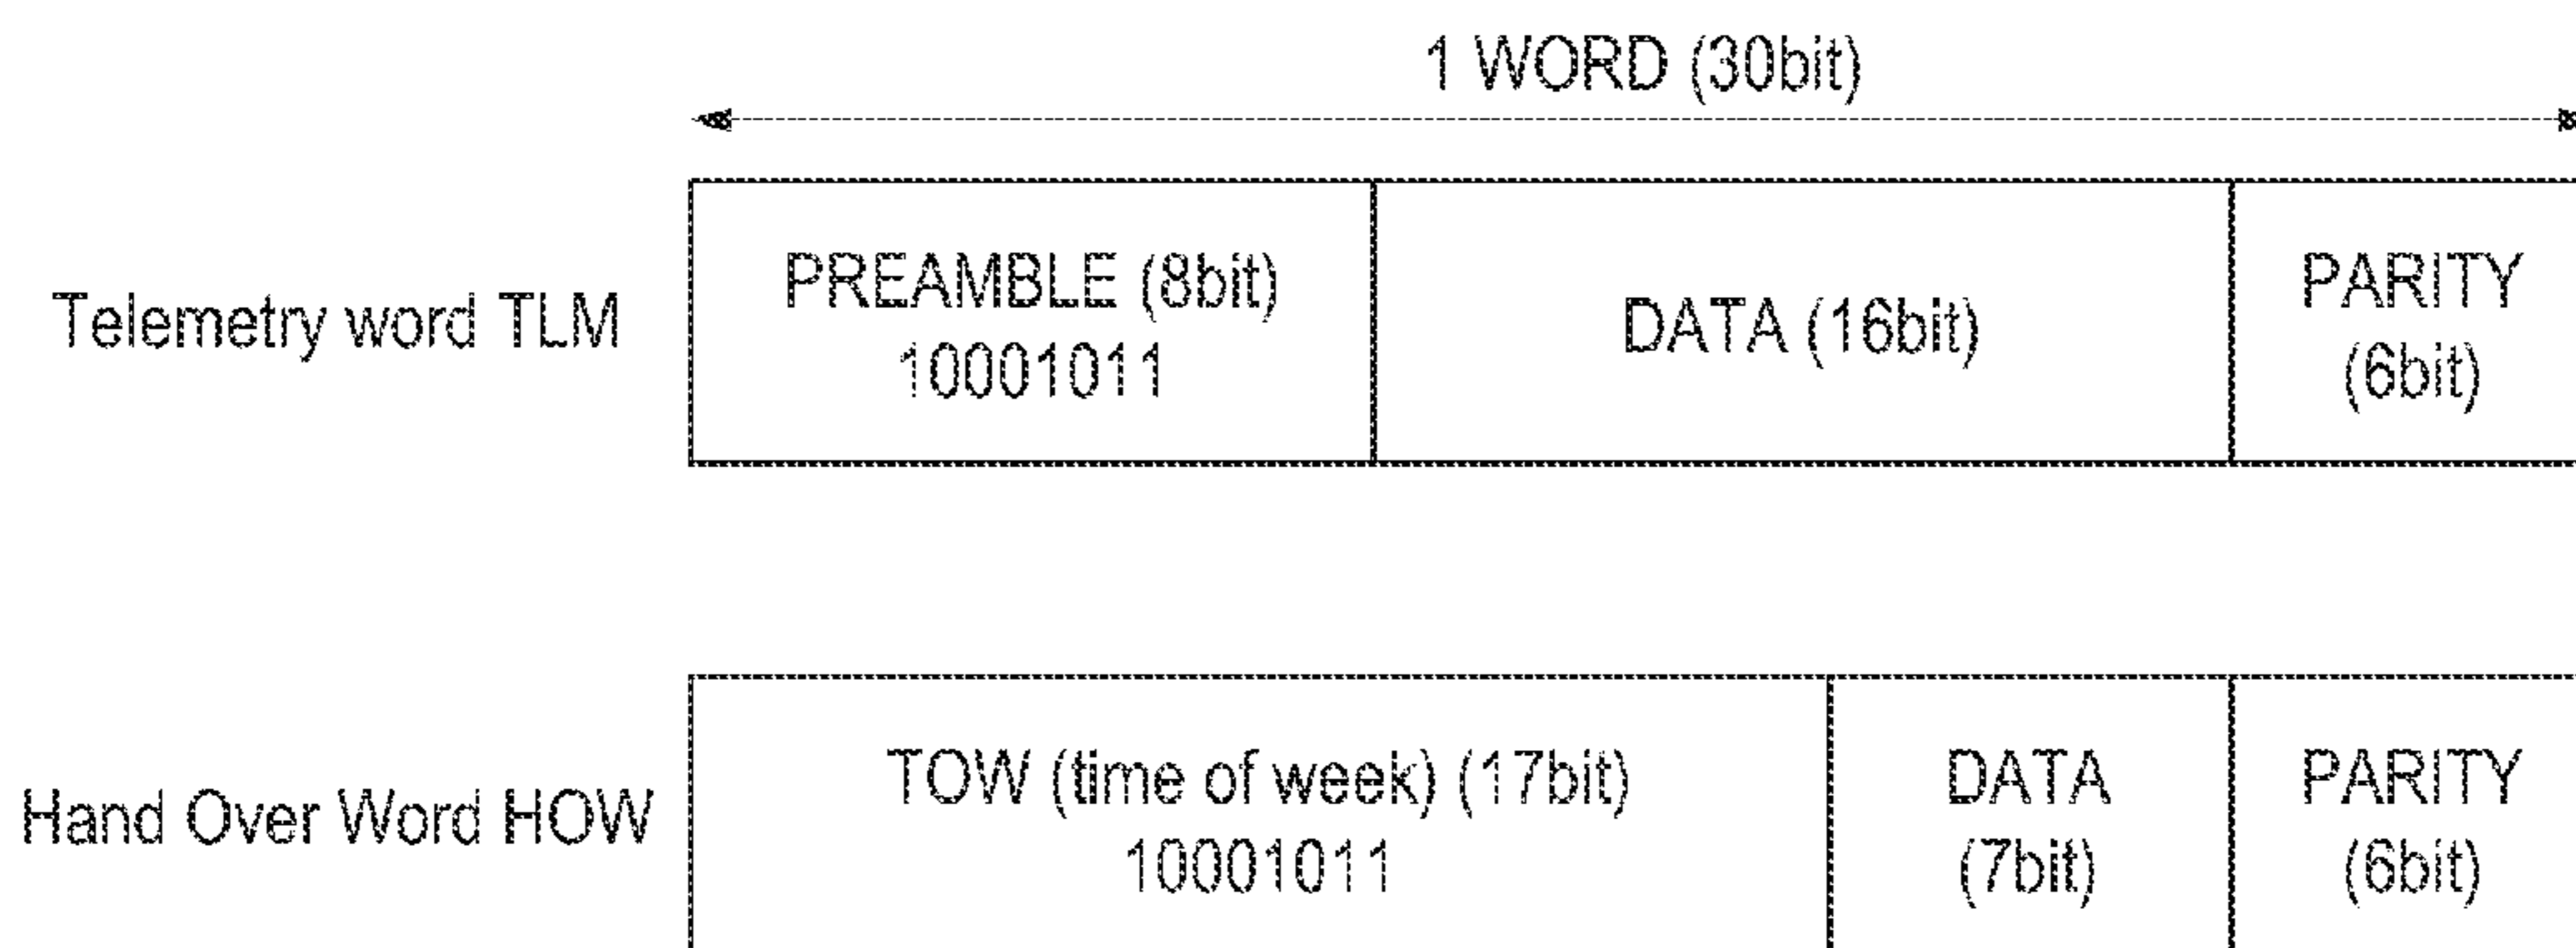 1 WORD (30bit)
Telemetry word TLM
PREAMBLE (8bit)
10001011
DATA (16bit)
PARITY
(6bit)
Hand Over Word HOW
TOW (time of week) (17bit)
10001011
DATA
(7bit)
PARITY
(6bit)